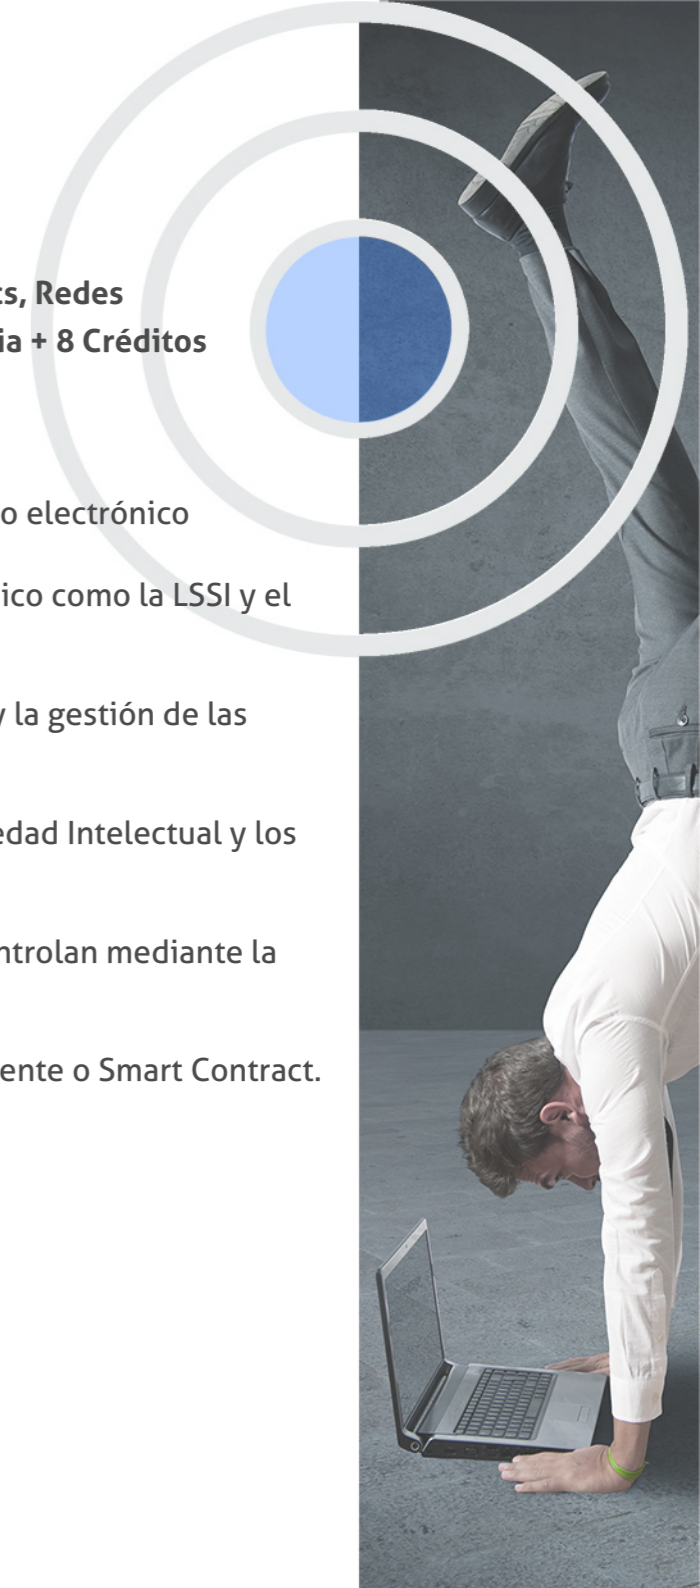 ts, Redes
ia + 8 Créditos
o electrónico
ico como la LSSI y el
y la gestión de las
edad Intelectual y los
ntrolan mediante la
ente o Smart Contract.